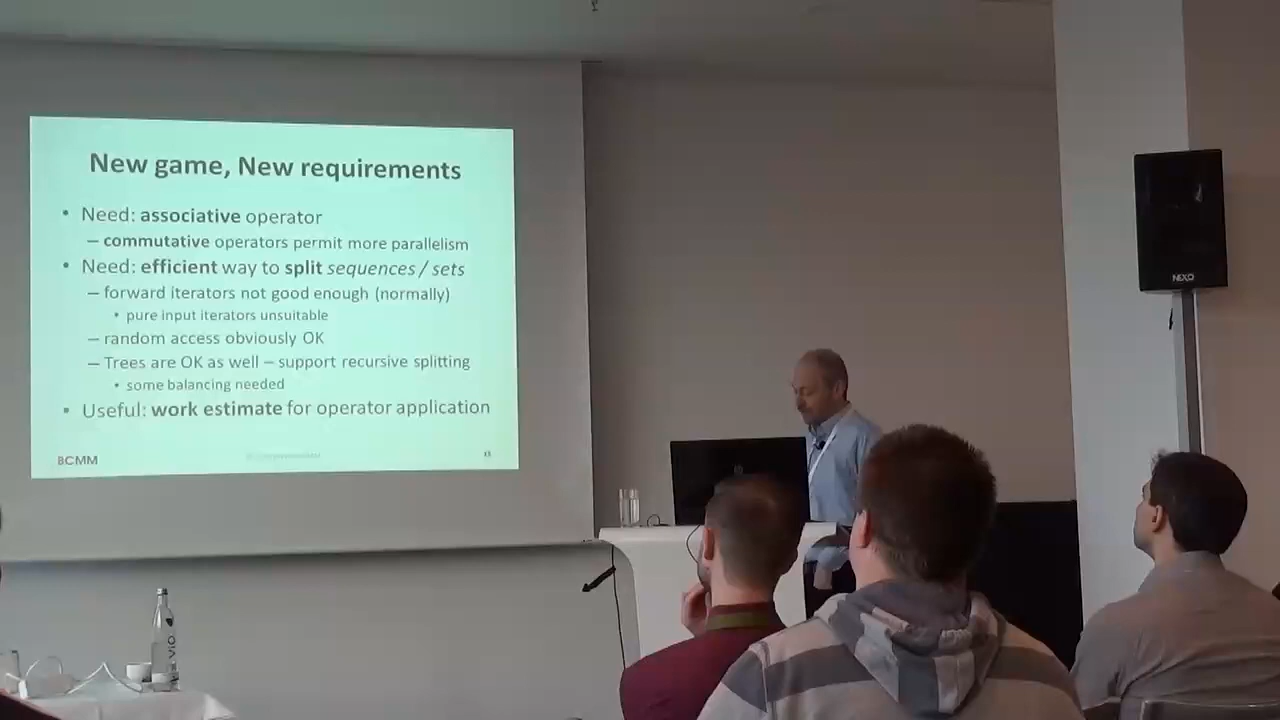 New game, New requirements
• Need: associative operator
– commutative operators permit more parallelism
• Need: efficient way to split sequences / sets
– forward iterators not good enough (normally)
• pure input iterators unsuitable
– random access obviously OK
– Trees are OK as well – support recursive splitting
• some balancing needed
• Useful: work estimate for operator application
BCMM
NEXO
VIO